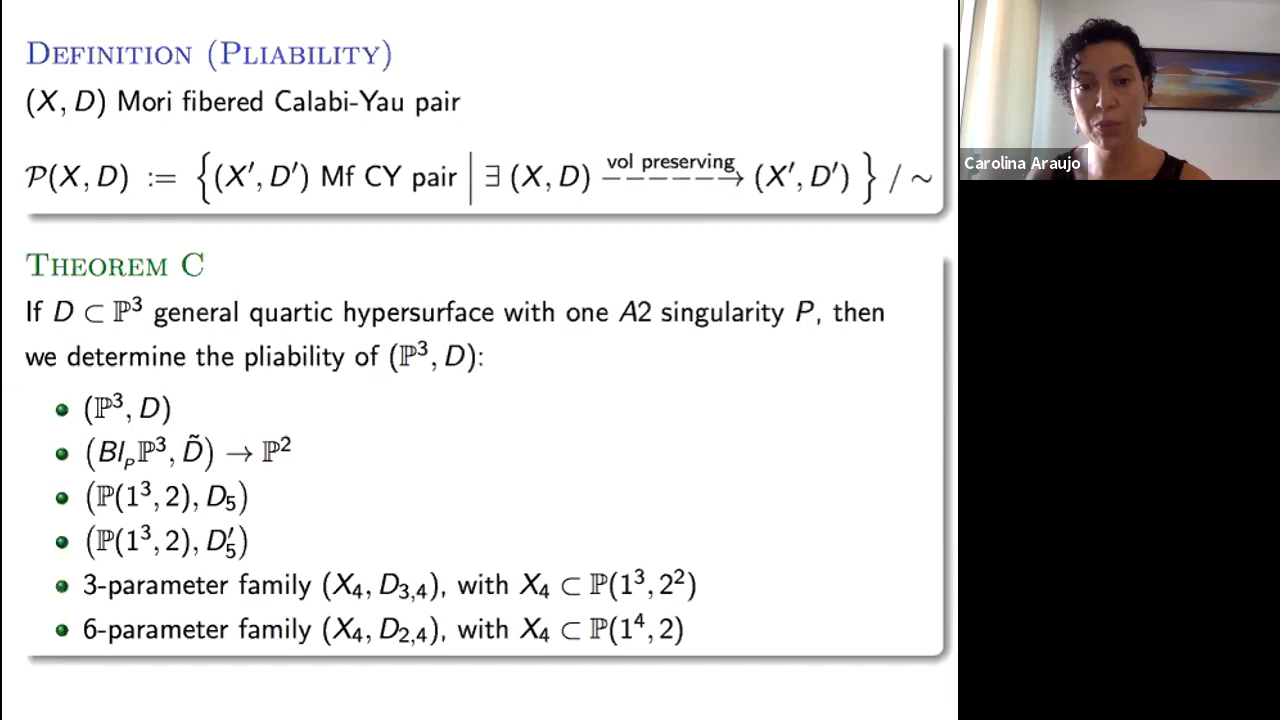 DEFINITION (PLIABILITY)
(X, D) Mori fibered Calabi-Yau pair
𝒫(X, D) := { (X′, D′) Mf CY pair | ∃ (X, D) vol preserving ⇢ (X′, D′) } / ∼
THEOREM C
If D ⊂ ℙ³ general quartic hypersurface with one A2 singularity P, then
we determine the pliability of (ℙ³, D):
• (ℙ³, D)
• (Bl_P ℙ³, D̃) → ℙ²
• (ℙ(1³, 2), D₅)
• (ℙ(1³, 2), D₅′)
• 3-parameter family (X₄, D₃,₄), with X₄ ⊂ ℙ(1³, 2²)
• 6-parameter family (X₄, D₂,₄), with X₄ ⊂ ℙ(1⁴, 2)
Carolina Araujo